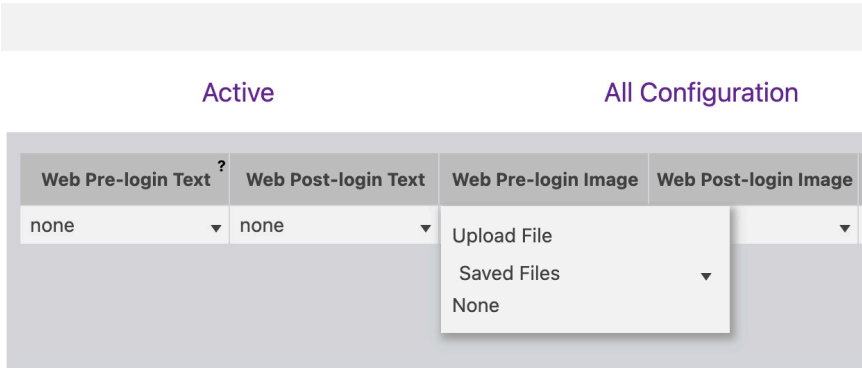 Active All Configuration
Web Pre-login Text ? Web Post-login Text Web Pre-login Image Web Post-login Image
none none
Upload File
Saved Files
None